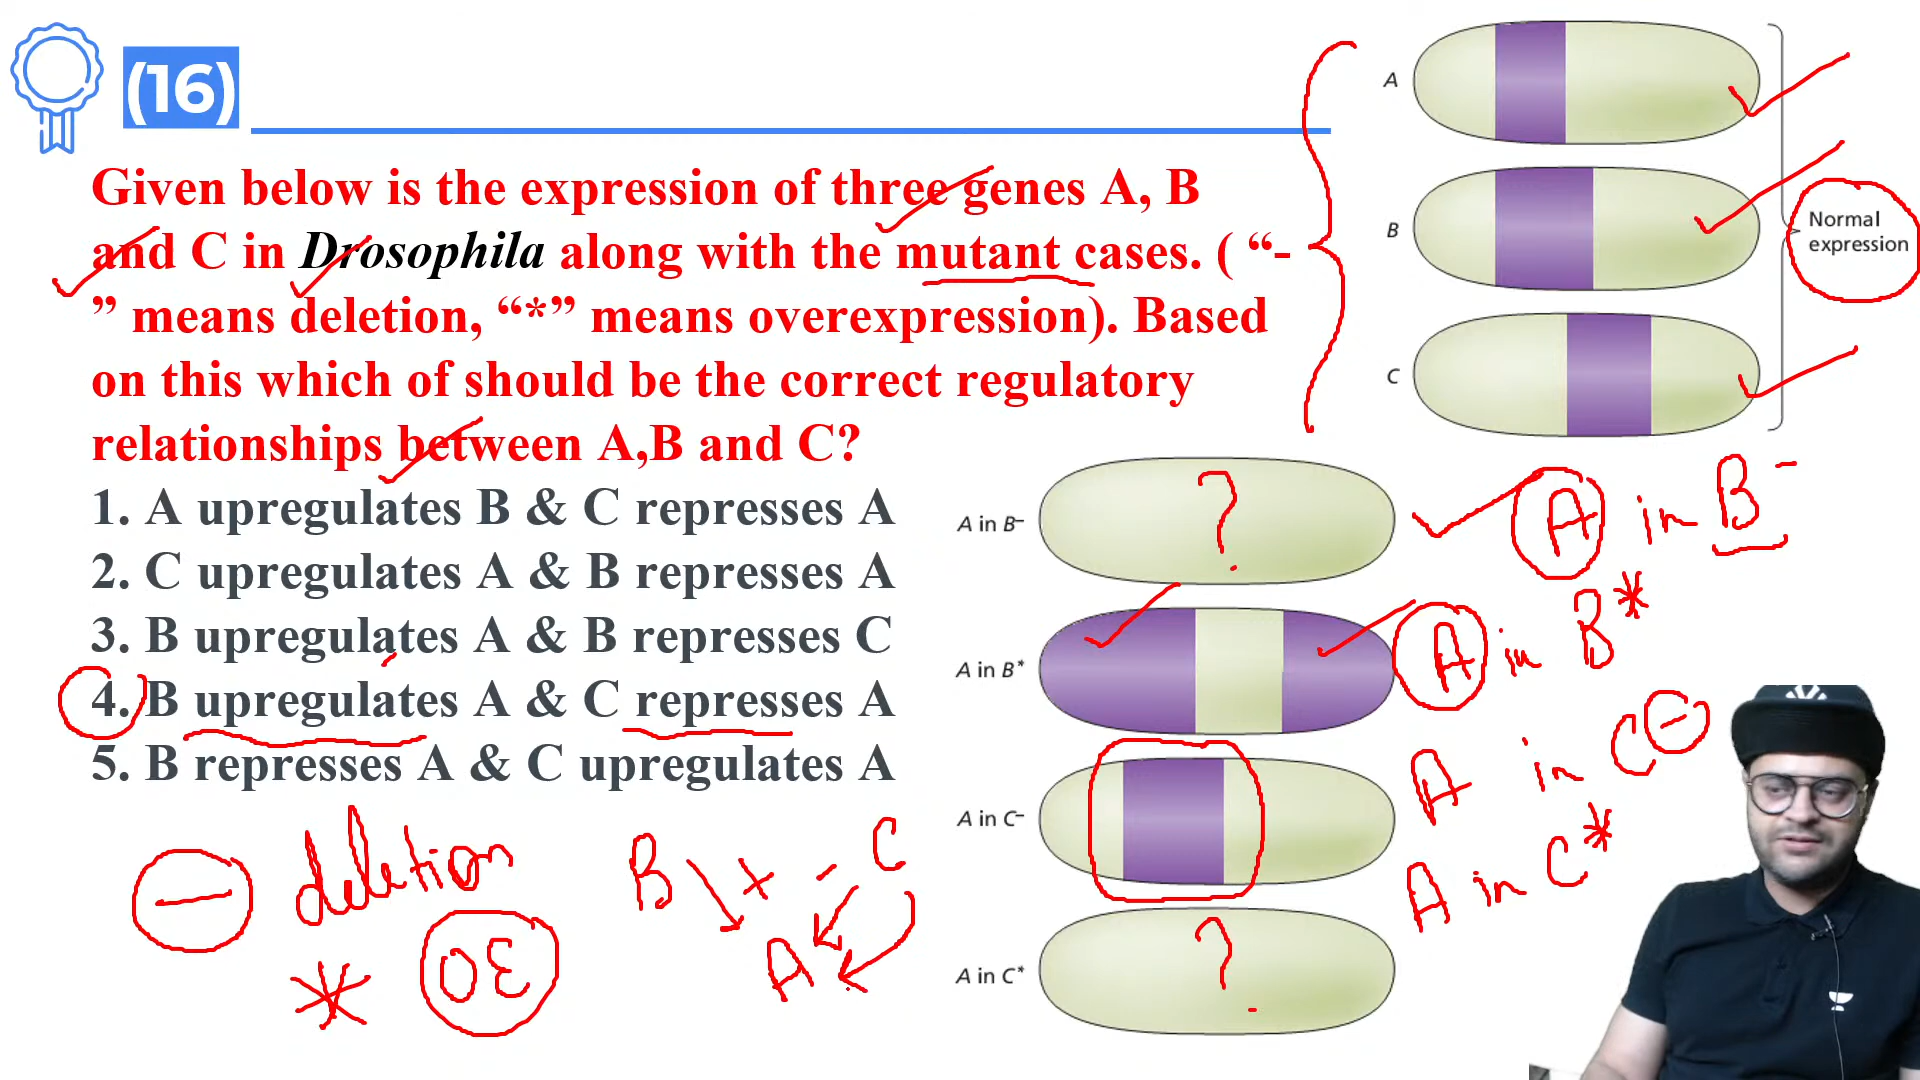 (16)
Given below is the expression of three genes A, B
and C in Drosophila along with the mutant cases. ( “-
” means deletion, “*” means overexpression). Based
on this which of should be the correct regulatory
relationships between A,B and C?
1. A upregulates B & C represses A
2. C upregulates A & B represses A
3. B upregulates A & B represses C
4. B upregulates A & C represses A
5. B represses A & C upregulates A
A
B
C
Normal
expression
A in B⁻
?
A in B⁻
A in B*
A in B*
A in C⁻
A in C⁻
A in C*
?
A in C*
− deletion
* OE
B + - C
A